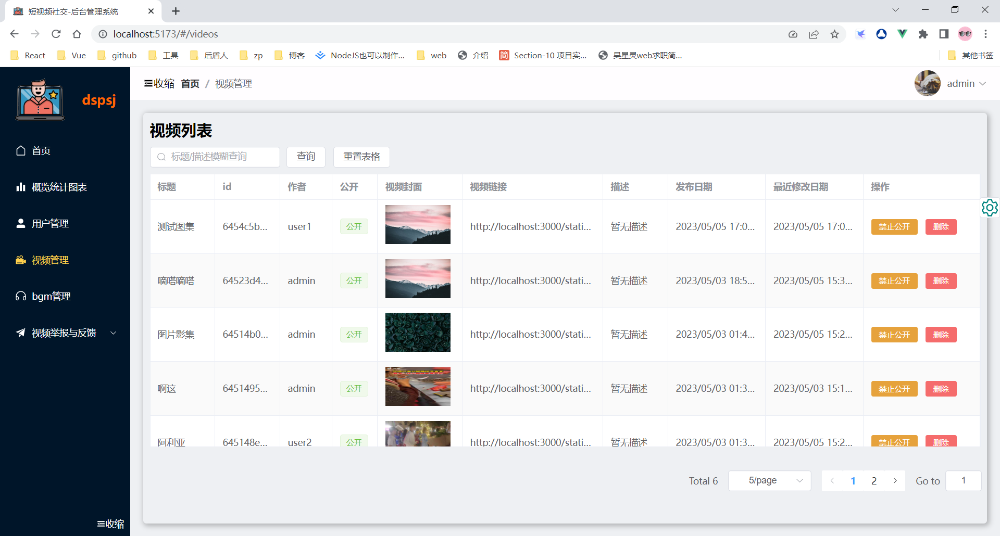 短视频社交-后台管理系统
localhost:5173/#/videos
React Vue github 工具 后盾人 zp 博客 NodeJS也可以制作... web 介绍 简 Section-10 项目实... 吴星灵web求职简... 其他书签
dspsj
首页
概览统计图表
用户管理
视频管理
bgm管理
视频举报与反馈
收缩
收缩 首页 / 视频管理
admin
视频列表
标题/描述模糊查询 查询 重置表格
标题 id 作者 公开 视频封面 视频链接 描述 发布日期 最近修改日期 操作
测试图集 6454c5b... user1 公开 http://localhost:3000/stati... 暂无描述 2023/05/05 17:0... 2023/05/05 17:0... 禁止公开 删除
嘀嗒嘀嗒 64523d4... admin 公开 http://localhost:3000/stati... 暂无描述 2023/05/03 18:5... 2023/05/05 15:3... 禁止公开 删除
图片影集 64514b0... admin 公开 http://localhost:3000/stati... 暂无描述 2023/05/03 01:4... 2023/05/05 15:2... 禁止公开 删除
啊这 6451495... admin 公开 http://localhost:3000/stati... 暂无描述 2023/05/03 01:3... 2023/05/03 15:1... 禁止公开 删除
阿利亚 645148e... user2 公开 http://localhost:3000/stati... 暂无描述 2023/05/03 01:3... 2023/05/05 15:2... 禁止公开 删除
Total 6 5/page 1 2 Go to 1